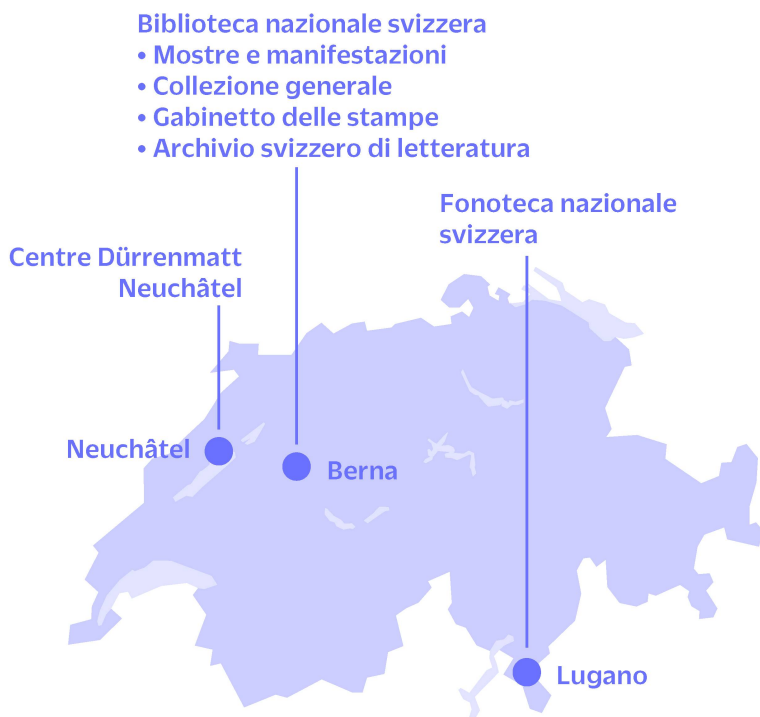 Biblioteca nazionale svizzera
• Mostre e manifestazioni
• Collezione generale
• Gabinetto delle stampe
• Archivio svizzero di letteratura
Fonoteca nazionale
svizzera
Centre Dürrenmatt
Neuchâtel
Neuchâtel
Berna
Lugano